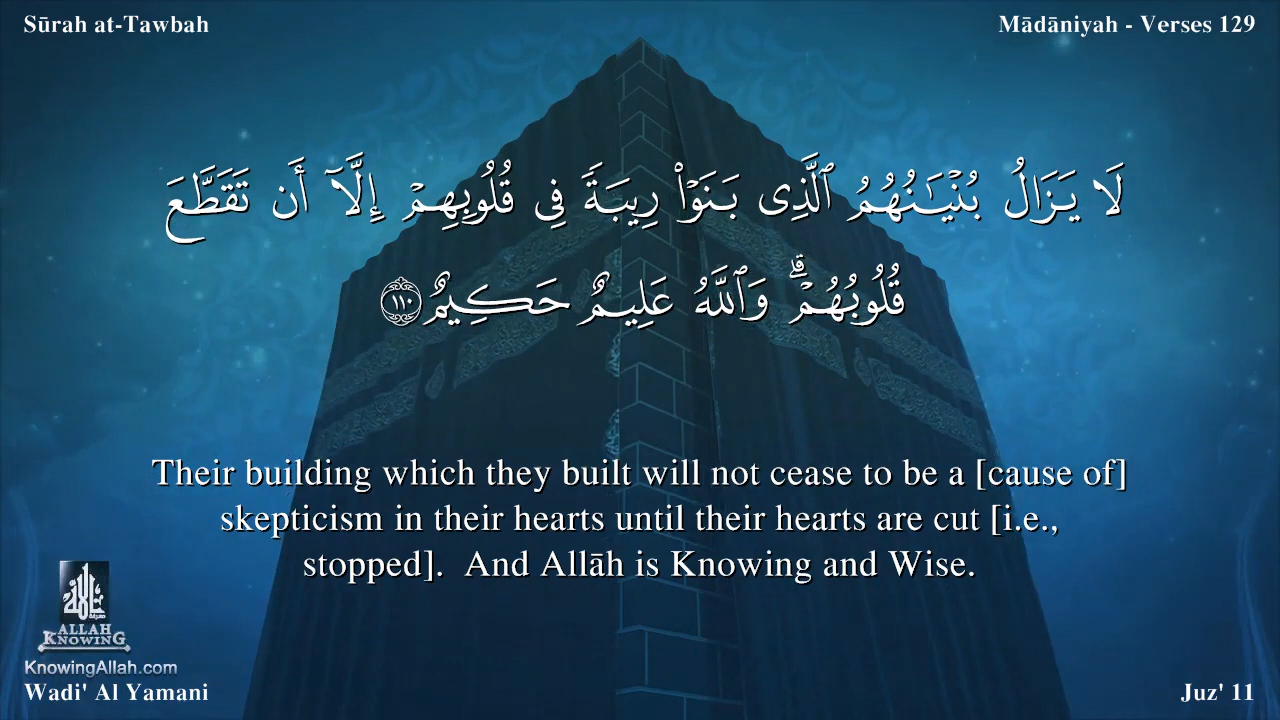 Sūrah at-Tawbah
Mādāniyah - Verses 129
لَا يَزَالُ بُنْيَـٰنُهُمُ ٱلَّذِى بَنَوْا۟ رِيبَةً فِى قُلُوبِهِمْ إِلَّآ أَن تَقَطَّعَ
قُلُوبُهُمْ ۗ وَٱللَّهُ عَلِيمٌ حَكِيمٌ ١١٠
Their building which they built will not cease to be a [cause of]
skepticism in their hearts until their hearts are cut [i.e.,
stopped].  And Allāh is Knowing and Wise.
ALLAH
KNOWING
KnowingAllah.com
Wadi' Al Yamani
Juz' 11